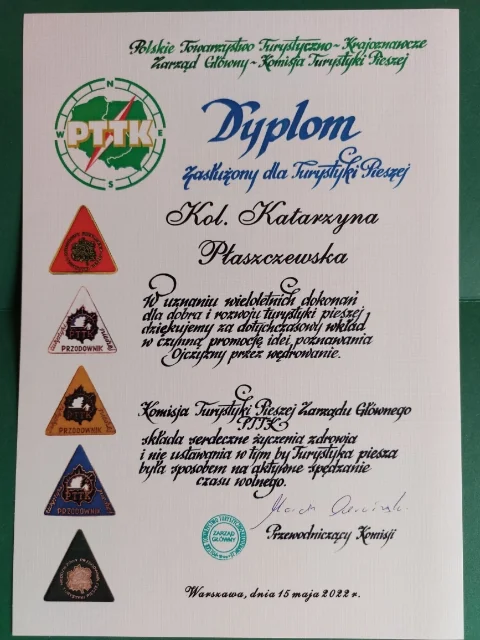 Polskie Towarzystwo Turystyczno-Krajoznawcze
Zarząd Główny - Komisja Turystyki Pieszej
N
W PTTK E
S
Dyplom
Zasłużony dla Turystyki Pieszej
Kol. Katarzyna
Płaszczewska
W uznaniu wieloletnich dokonań
dla dobra i rozwoju turystyki pieszej
dziękujemy za dotychczasowy wkład
w czynną promocję idei poznawania
Ojczyzny przez wędrowanie.
PRZODOWNIK
PRZODOWNIK
PTTK
PRZODOWNIK
Komisja Turystyki Pieszej Zarządu Głównego
PTTK
składa serdeczne życzenia zdrowia
i nie ustawania w tym by Turystyka piesza
była sposobem na aktywne spędzanie
czasu wolnego.
ZARZĄD
GŁÓWNY
Przewodniczący Komisji
Warszawa, dnia 15 maja 2022 r.